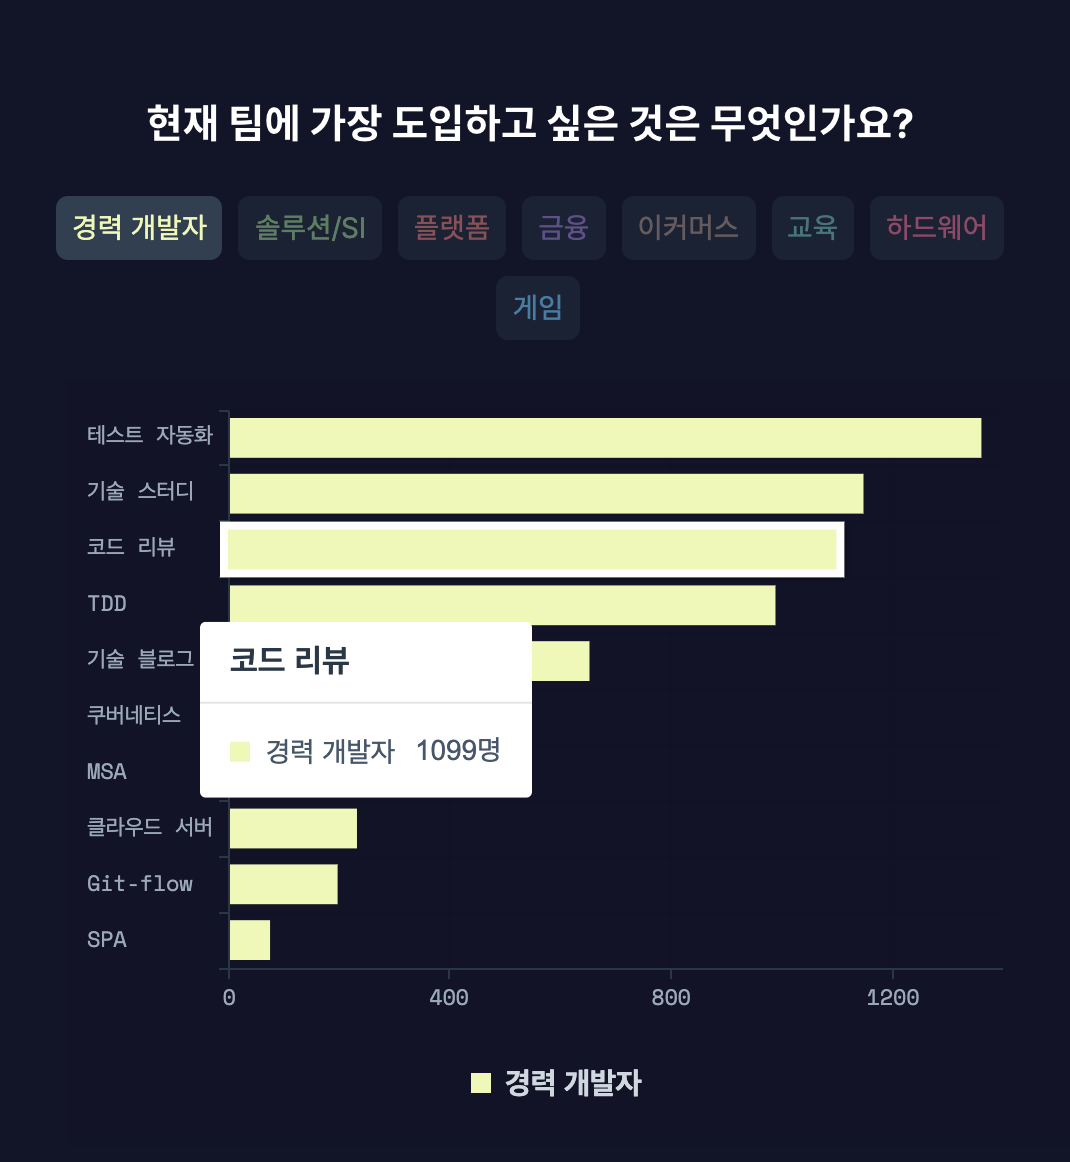 현재 팀에 가장 도입하고 싶은 것은 무엇인가요?
경력 개발자 솔루션/SI 플랫폼 금융 이커머스 교육 하드웨어
게임
테스트 자동화
기술 스터디
코드 리뷰
TDD
기술 블로그
쿠버네티스
MSA
클라우드 서버
Git-flow
SPA
코드 리뷰
경력 개발자 1099명
0 400 800 1200
경력 개발자